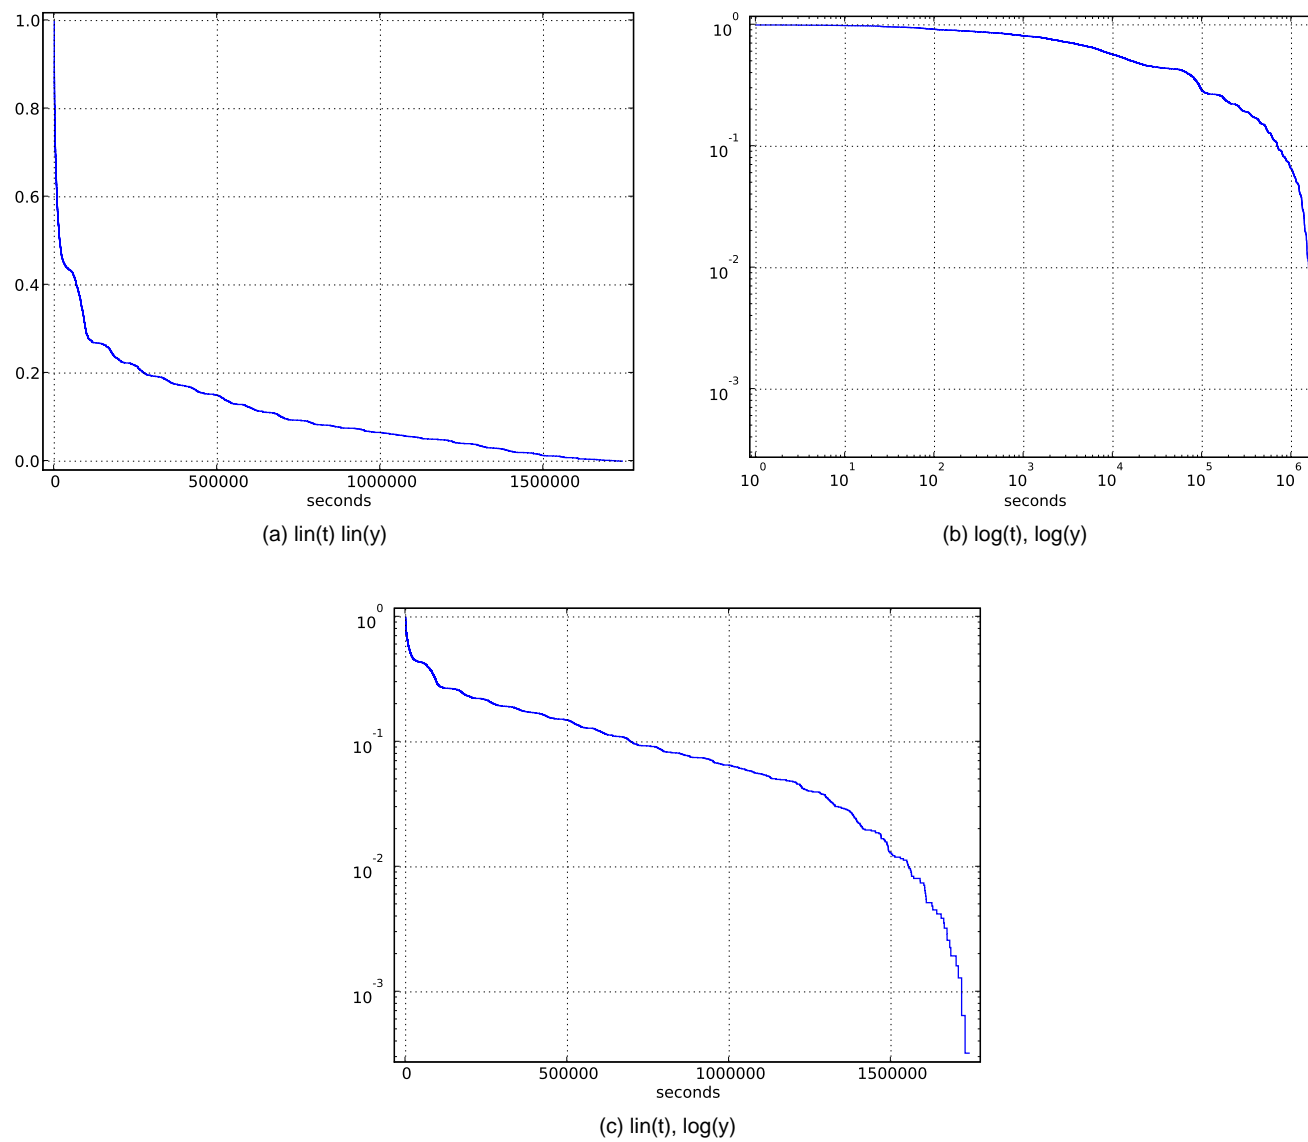 1.0
0.8
0.6
0.4
0.2
0.0
0 500000 1000000 1500000
seconds
(a) lin(t) lin(y)
10^0
10^-1
10^-2
10^-3
10^0 10^1 10^2 10^3 10^4 10^5 10^6
seconds
(b) log(t), log(y)
10^0
10^-1
10^-2
10^-3
0 500000 1000000 1500000
seconds
(c) lin(t), log(y)